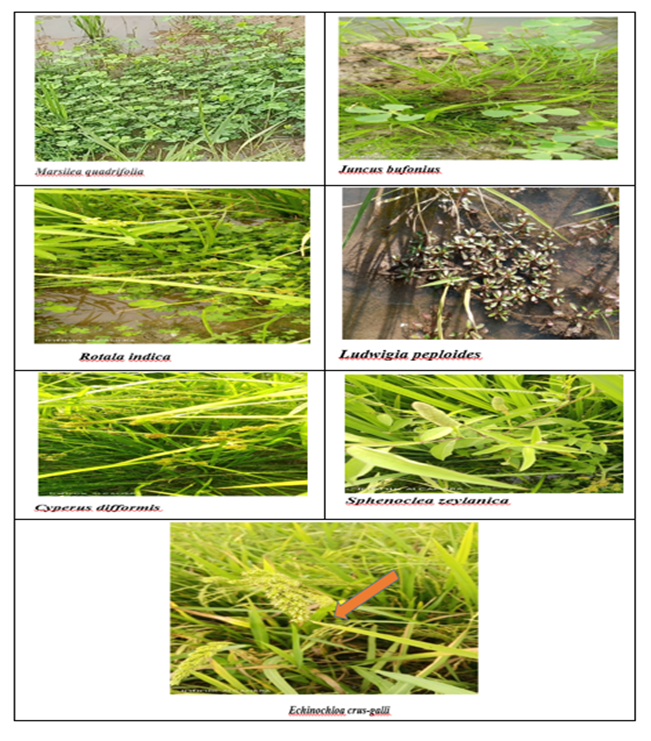 Marsilea quadrifolia
Juncus bufonius
Rotala indica
Ludwigia peploides
Cyperus difformis
Sphenoclea zeylanica
Echinochloa crus-galli